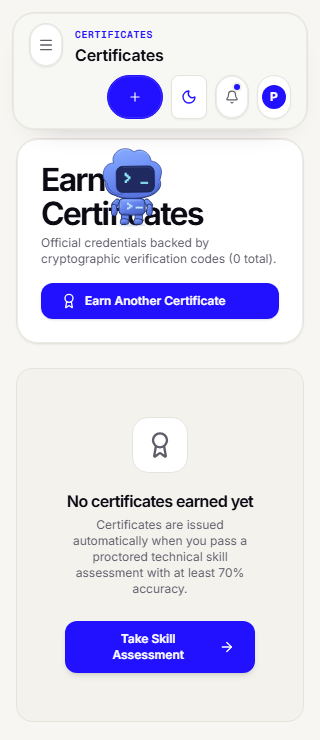 CERTIFICATES
Certificates
P
Earn
Official credentials backed by
cryptographic verification codes (0 total).
Earn Another Certificate
No certificates earned yet
Certificates are issued
automatically when you pass a
proctored technical skill
assessment with at least 70%
accuracy.
Take Skill
Assessment